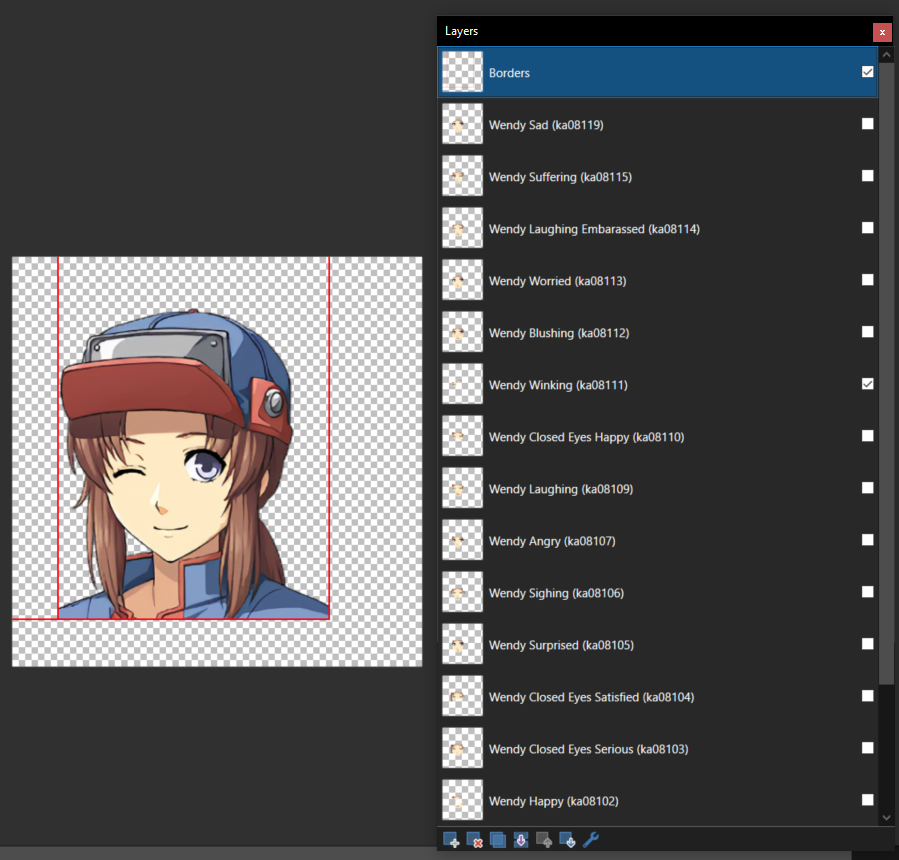 Layers
x
Borders
Wendy Sad (ka08119)
Wendy Suffering (ka08115)
Wendy Laughing Embarassed (ka08114)
Wendy Worried (ka08113)
Wendy Blushing (ka08112)
Wendy Winking (ka08111)
Wendy Closed Eyes Happy (ka08110)
Wendy Laughing (ka08109)
Wendy Angry (ka08107)
Wendy Sighing (ka08106)
Wendy Surprised (ka08105)
Wendy Closed Eyes Satisfied (ka08104)
Wendy Closed Eyes Serious (ka08103)
Wendy Happy (ka08102)